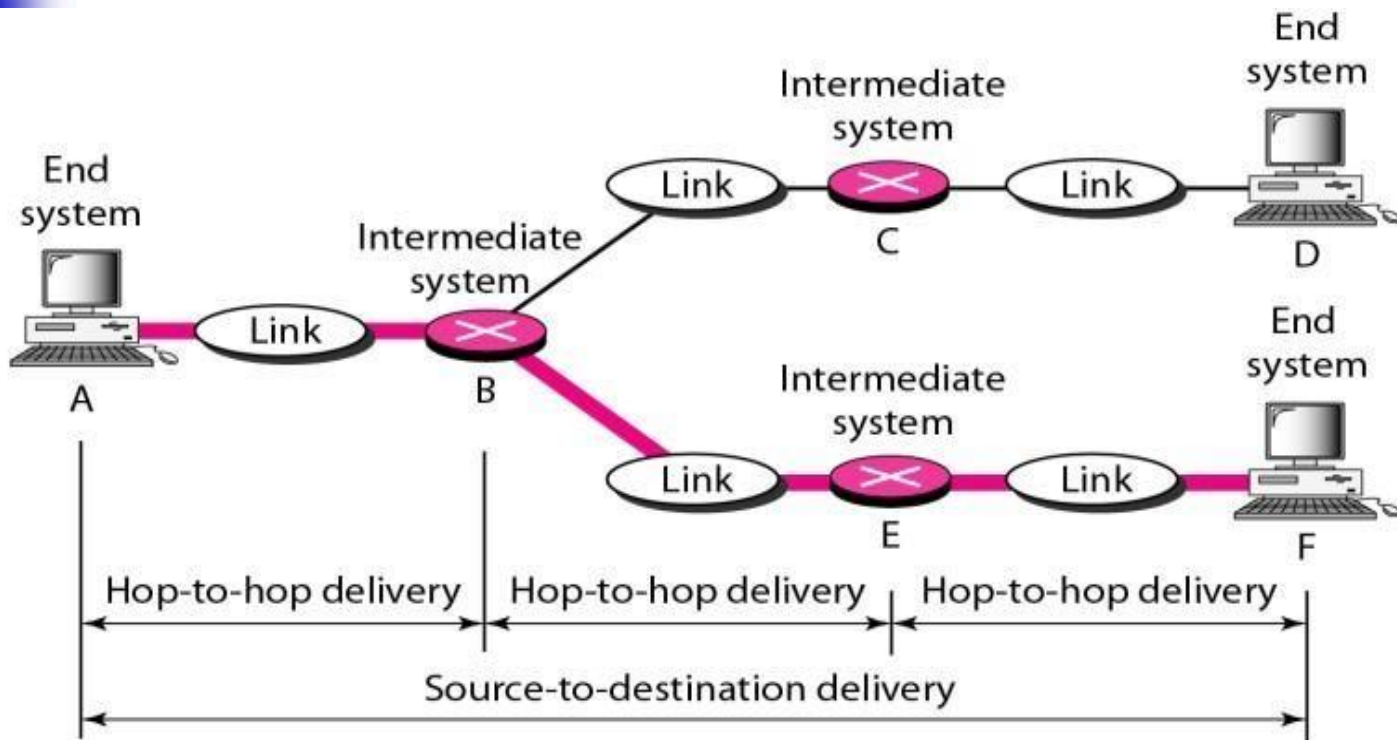 End
system
Intermediate
system
Link
C
Link
D
End
system
A
Link
Intermediate
system
B
End
system
Intermediate
system
Link
E
Link
F
Hop-to-hop delivery
Hop-to-hop delivery
Hop-to-hop delivery
Source-to-destination delivery